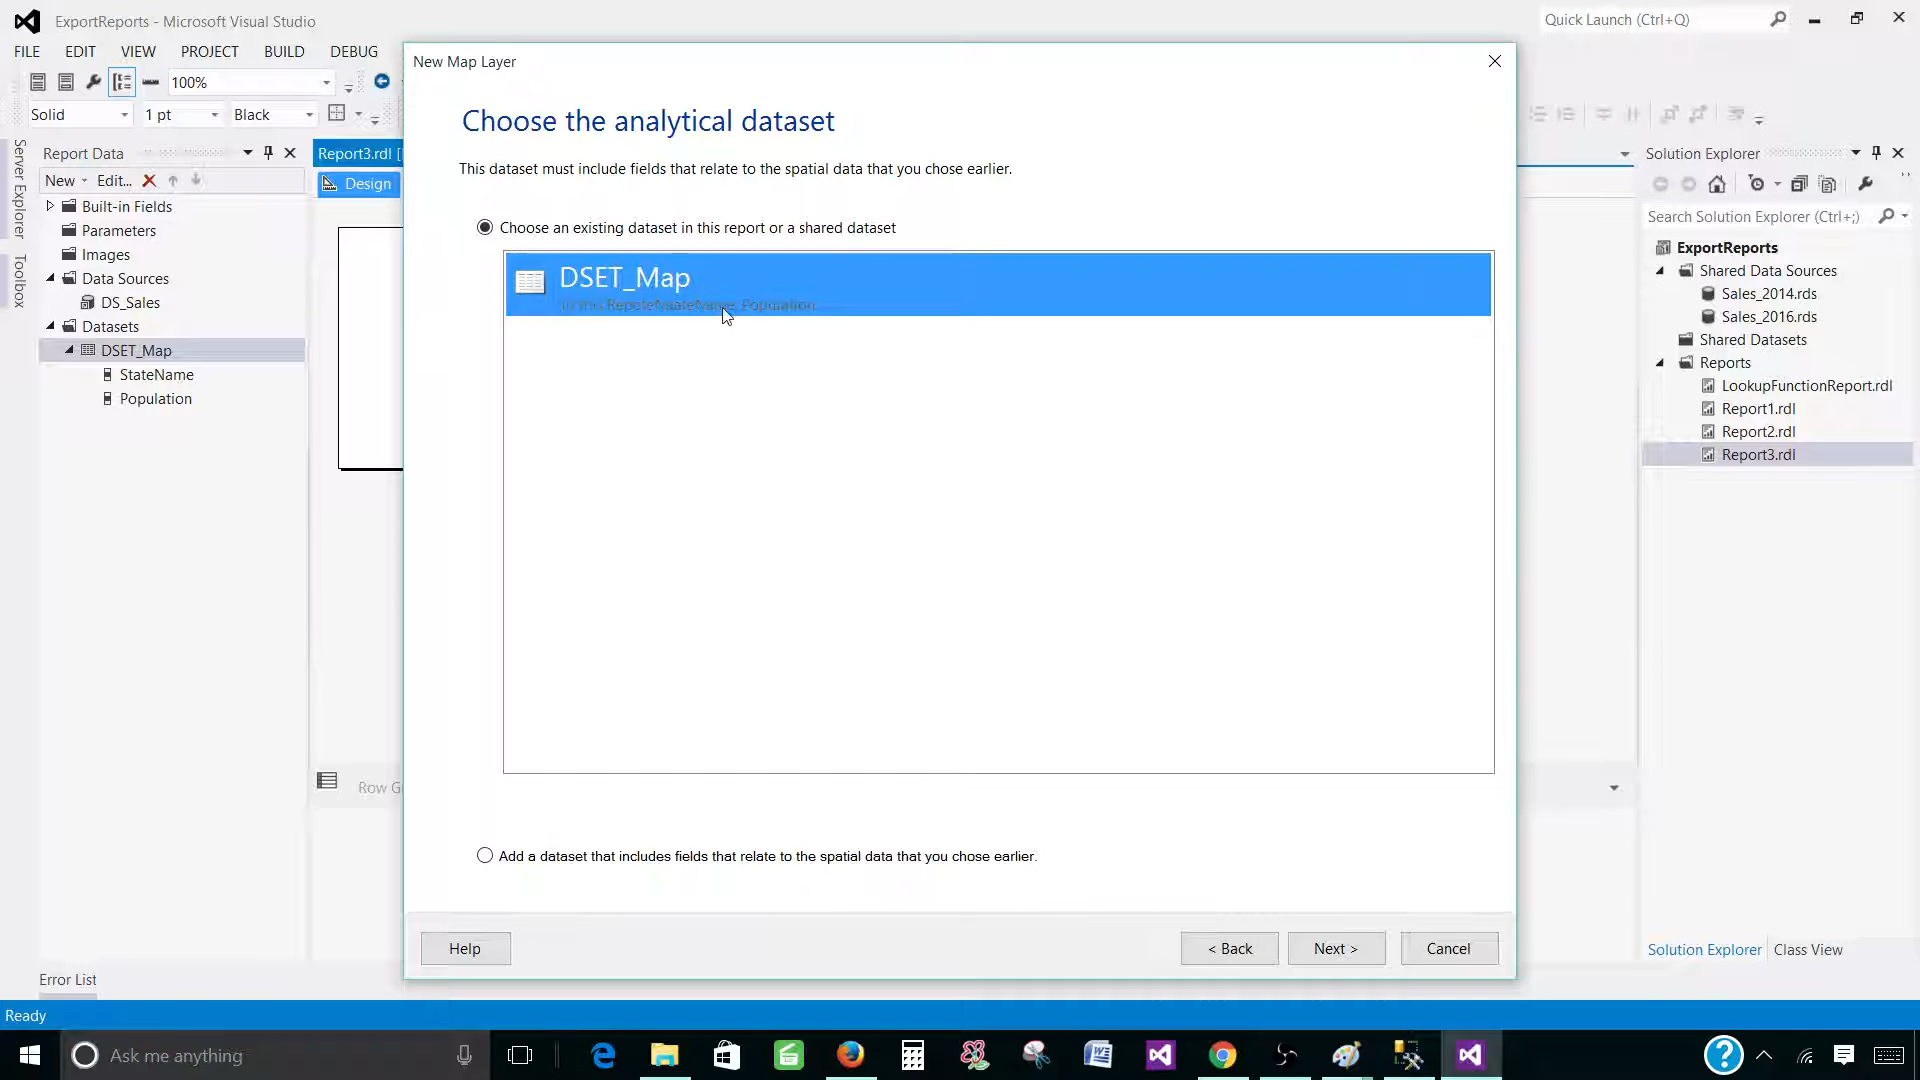 ExportReports - Microsoft Visual Studio
Quick Launch (Ctrl+Q)
FILE EDIT VIEW PROJECT BUILD DEBUG
100%
Solid 1 pt Black
Server Explorer
Toolbox
Report Data
New Edit...
Built-in Fields
Parameters
Images
Data Sources
DS_Sales
Datasets
DSET_Map
StateName
Population
Report3.rdl [
Design
Row G
New Map Layer
Choose the analytical dataset
This dataset must include fields that relate to the spatial data that you chose earlier.
Choose an existing dataset in this report or a shared dataset
DSET_Map
Population
Add a dataset that includes fields that relate to the spatial data that you chose earlier.
Help < Back Next > Cancel
Solution Explorer
Search Solution Explorer (Ctrl+;)
ExportReports
Shared Data Sources
Sales_2014.rds
Sales_2016.rds
Shared Datasets
Reports
LookupFunctionReport.rdl
Report1.rdl
Report2.rdl
Report3.rdl
Solution Explorer Class View
Error List
Ready
Ask me anything